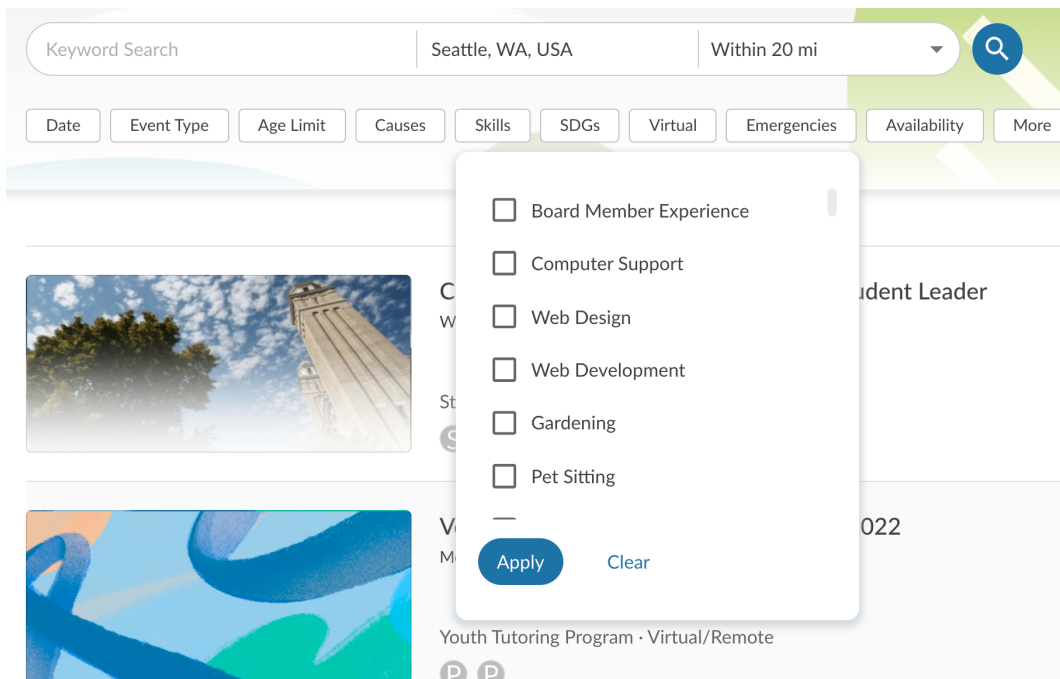 Keyword Search
Seattle, WA, USA
Within 20 mi
Date
Event Type
Age Limit
Causes
Skills
SDGs
Virtual
Emergencies
Availability
More
Board Member Experience
Computer Support
Web Design
Web Development
Gardening
Pet Sitting
Apply
Clear
C
udent Leader
W
St
S
V
022
M
Youth Tutoring Program · Virtual/Remote
P P